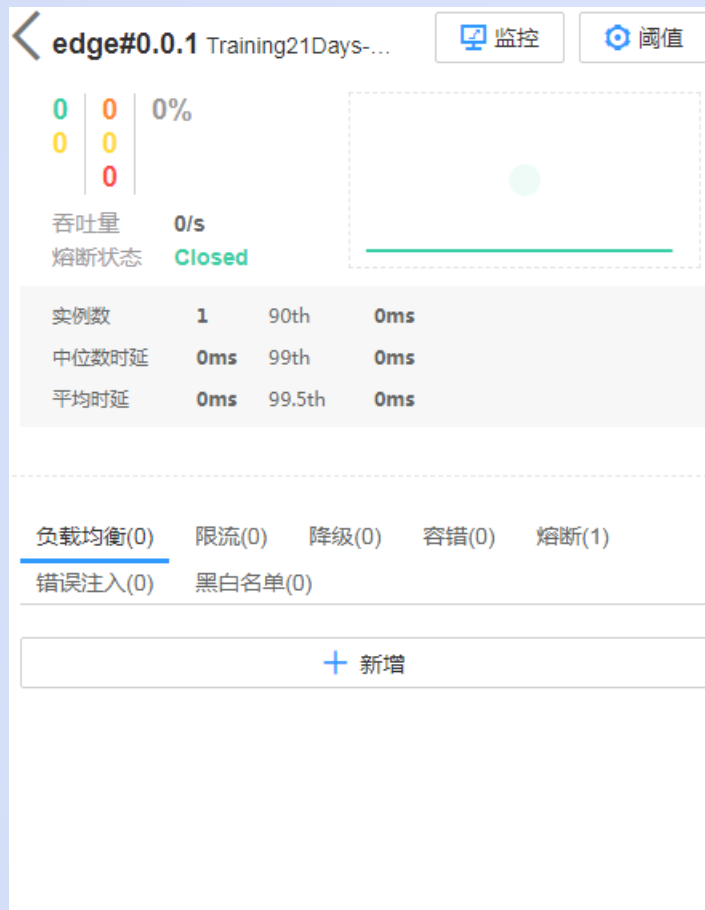 edge#0.0.1 Training21Days-... 监控 阈值
0 0 0%
0 0
0
吞吐量 0/s
熔断状态 Closed
实例数 1 90th 0ms
中位数时延 0ms 99th 0ms
平均时延 0ms 99.5th 0ms
负载均衡(0) 限流(0) 降级(0) 容错(0) 熔断(1)
错误注入(0) 黑白名单(0)
新增